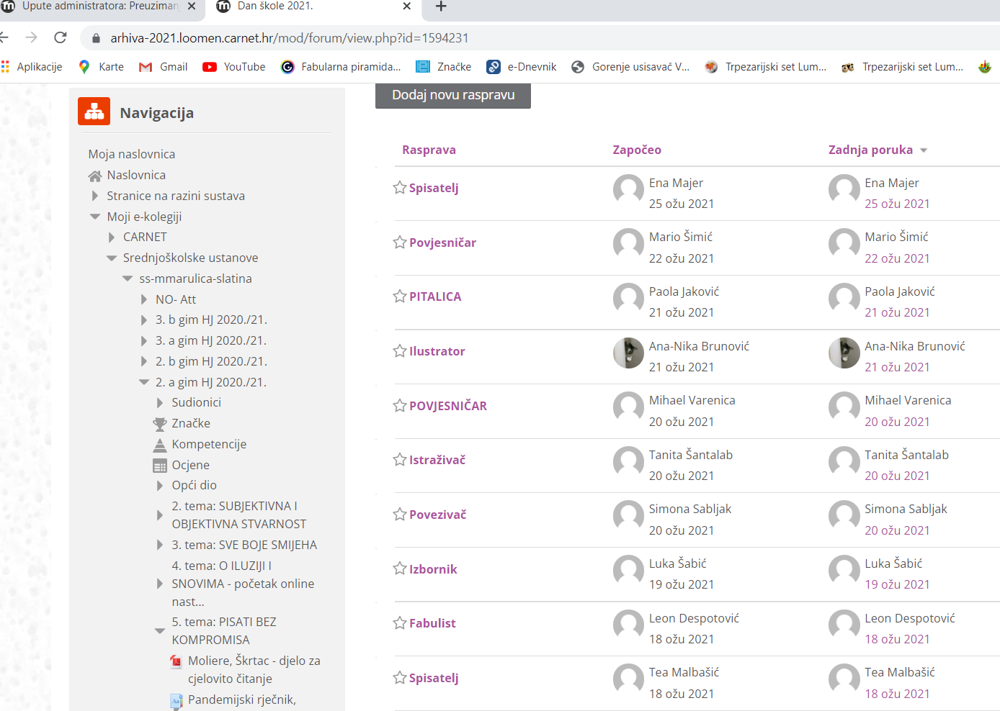 Upute administratora: Preuziman
Dan škole 2021.
arhiva-2021.loomen.carnet.hr/mod/forum/view.php?id=1594231
Aplikacije Karte Gmail YouTube Fabularna piramida... Značke e-Dnevnik Gorenje usisavač V... Trpezarijski set Lum... Trpezarijski set Lum...
Navigacija
Moja naslovnica
Naslovnica
Stranice na razini sustava
Moji e-kolegiji
CARNET
Srednjoškolske ustanove
ss-mmarulica-slatina
NO- Att
3. b gim HJ 2020./21.
3. a gim HJ 2020./21.
2. b gim HJ 2020./21.
2. a gim HJ 2020./21.
Sudionici
Značke
Kompetencije
Ocjene
Opći dio
2. tema: SUBJEKTIVNA I
OBJEKTIVNA STVARNOST
3. tema: SVE BOJE SMIJEHA
4. tema: O ILUZIJI I
SNOVIMA - početak online
nast...
5. tema: PISATI BEZ
KOMPROMISA
Moliere, Škrtac - djelo za
cjelovito čitanje
Pandemijski rječnik,
Dodaj novu raspravu
Rasprava Započeo Zadnja poruka
Spisatelj Ena Majer Ena Majer
25 ožu 2021 25 ožu 2021
Povjesničar Mario Šimić Mario Šimić
22 ožu 2021 22 ožu 2021
PITALICA Paola Jaković Paola Jaković
21 ožu 2021 21 ožu 2021
Ilustrator Ana-Nika Brunović Ana-Nika Brunović
21 ožu 2021 21 ožu 2021
POVJESNIČAR Mihael Varenica Mihael Varenica
20 ožu 2021 20 ožu 2021
Istraživač Tanita Šantalab Tanita Šantalab
20 ožu 2021 20 ožu 2021
Povezivač Simona Sabljak Simona Sabljak
20 ožu 2021 20 ožu 2021
Izbornik Luka Šabić Luka Šabić
19 ožu 2021 19 ožu 2021
Fabulist Leon Despotović Leon Despotović
18 ožu 2021 18 ožu 2021
Spisatelj Tea Malbašić Tea Malbašić
18 ožu 2021 18 ožu 2021